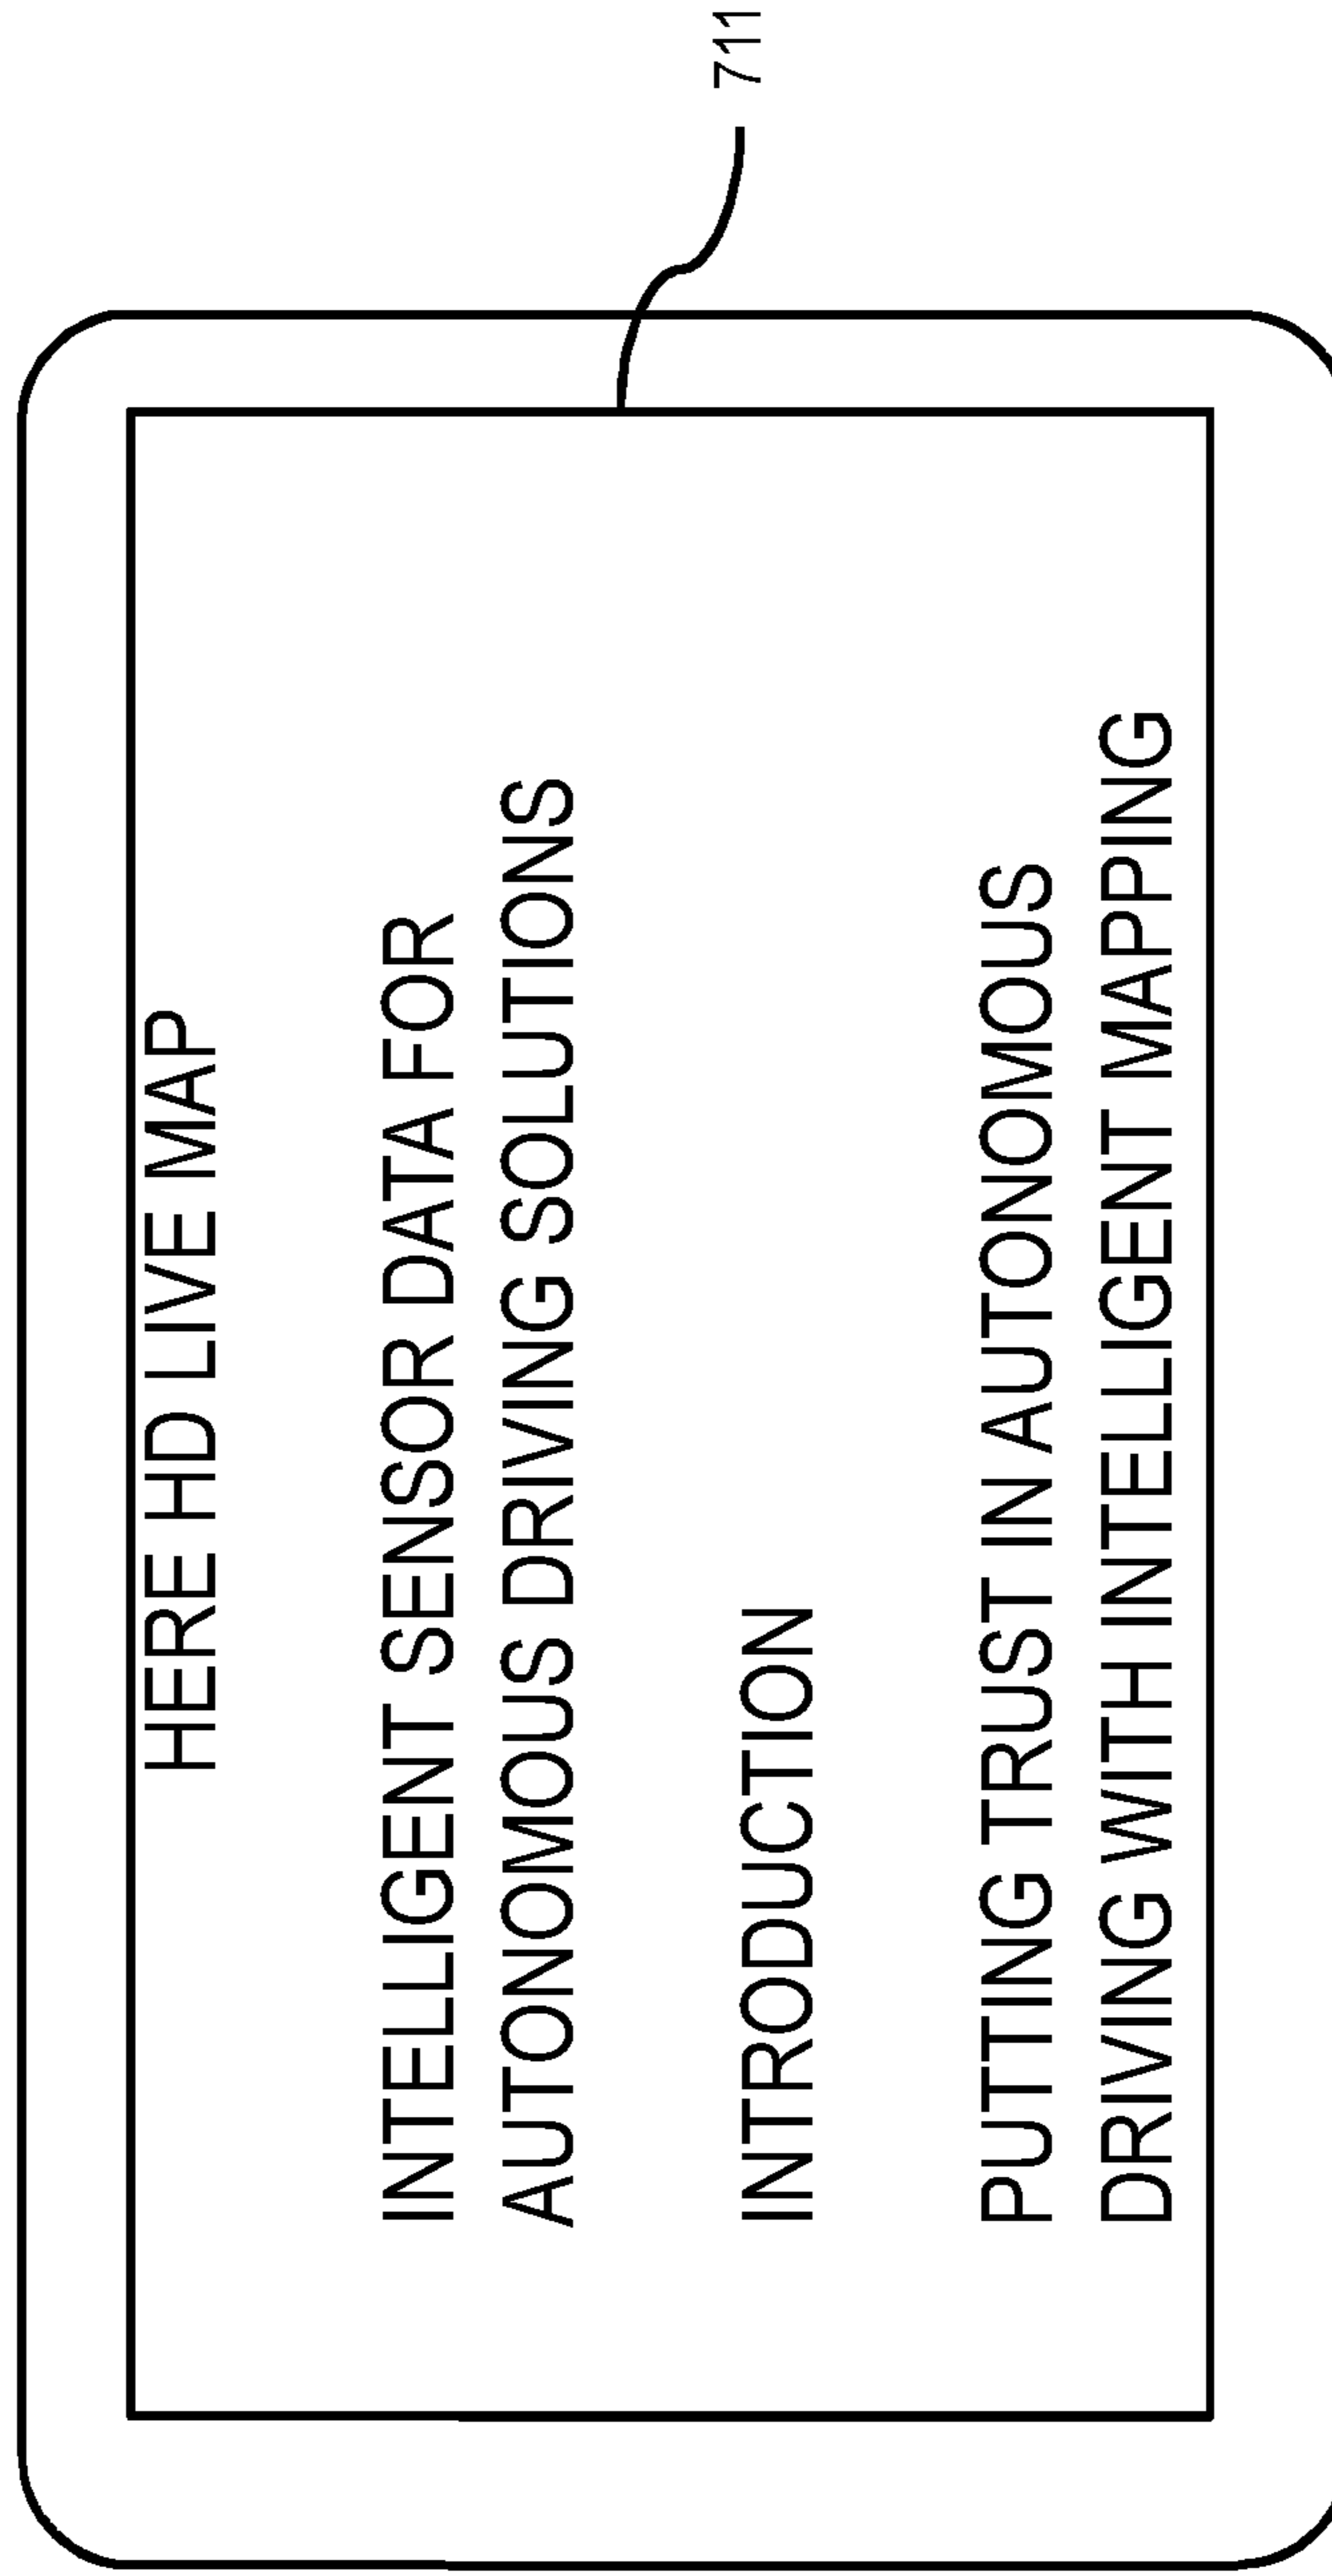 HERE HD LIVE MAP
INTELLIGENT SENSOR DATA FOR
AUTONOMOUS DRIVING SOLUTIONS
INTRODUCTION
PUTTING TRUST IN AUTONOMOUS
DRIVING WITH INTELLIGENT MAPPING
711